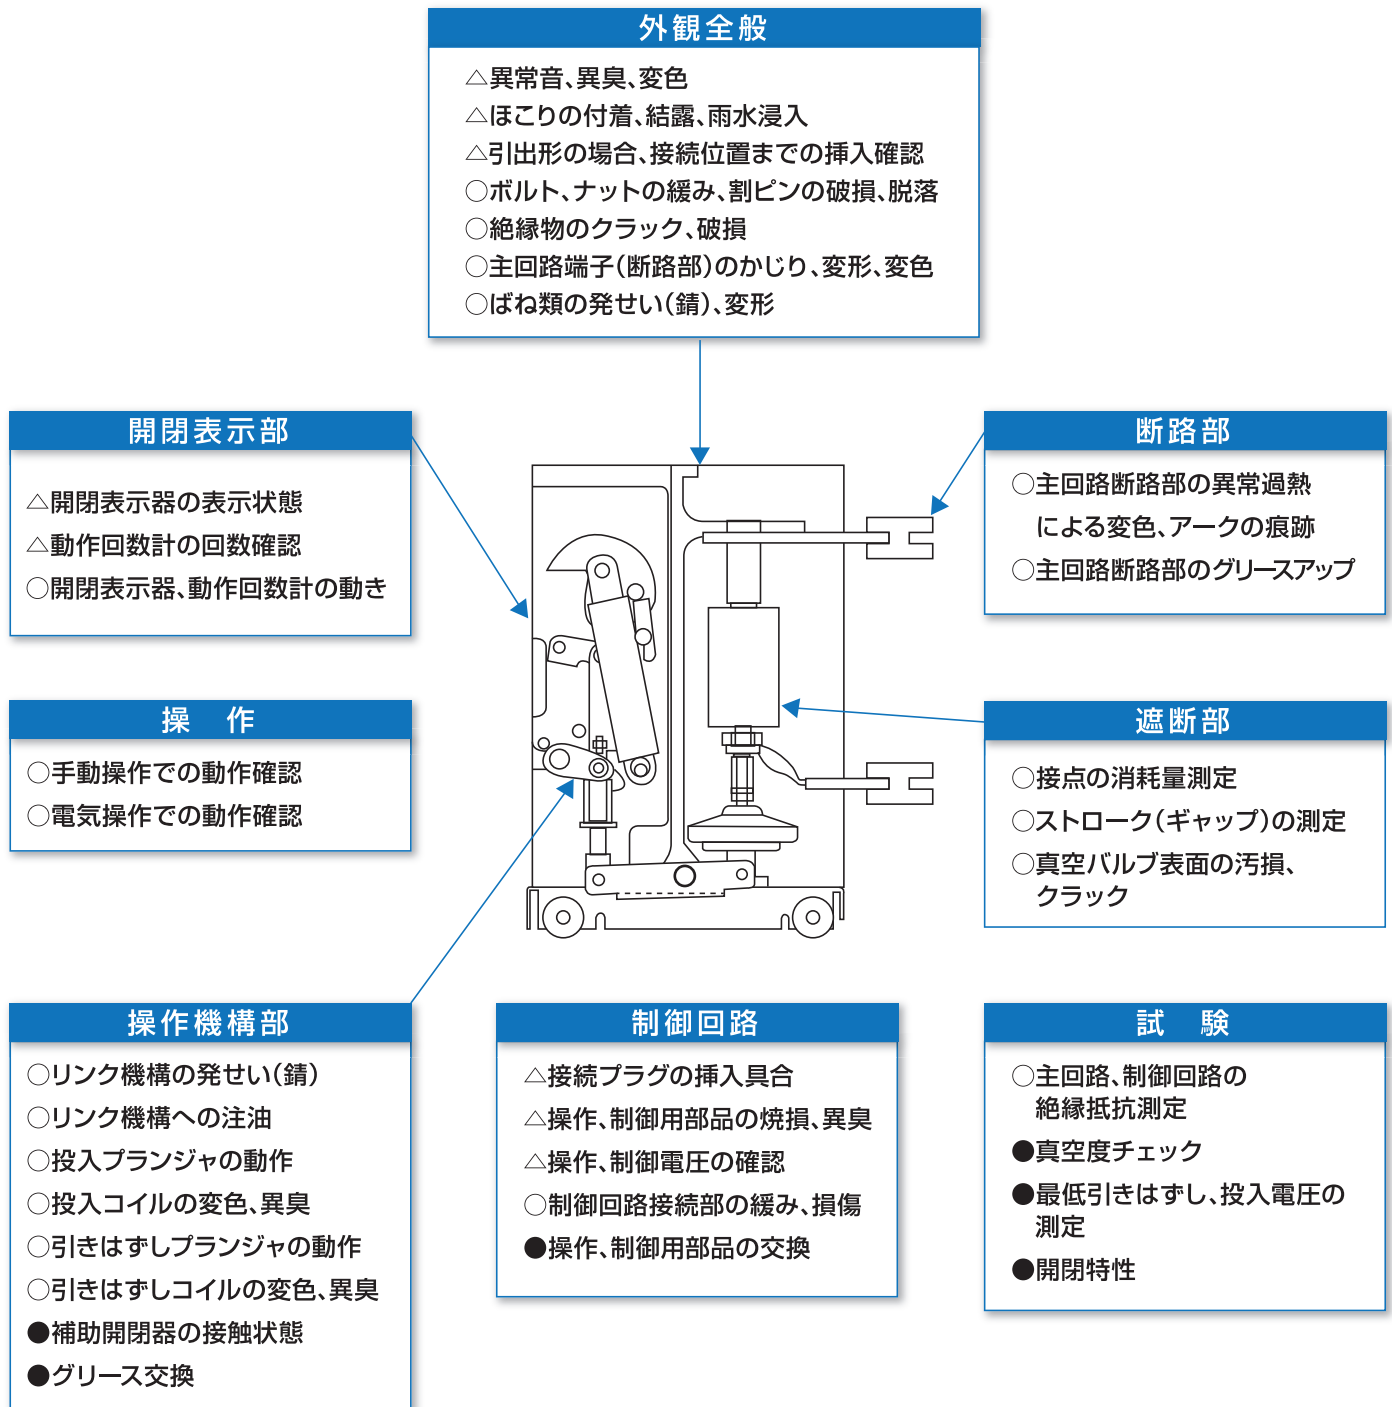 外観全般
△異常音、異臭、変色
△ほこりの付着、結露、雨水浸入
△引出形の場合、接続位置までの挿入確認
○ボルト、ナットの緩み、割ピンの破損、脱落
○絶縁物のクラック、破損
○主回路端子(断路部)のかじり、変形、変色
○ばね類の発せい(錆)、変形
開閉表示部
△開閉表示器の表示状態
△動作回数計の回数確認
○開閉表示器、動作回数計の動き
断路部
○主回路断路部の異常過熱
による変色、アークの痕跡
○主回路断路部のグリースアップ
操 作
○手動操作での動作確認
○電気操作での動作確認
遮断部
○接点の消耗量測定
○ストローク(ギャップ)の測定
○真空バルブ表面の汚損、
クラック
操作機構部
○リンク機構の発せい(錆)
○リンク機構への注油
○投入プランジャの動作
○投入コイルの変色、異臭
○引きはずしプランジャの動作
○引きはずしコイルの変色、異臭
●補助開閉器の接触状態
●グリース交換
制御回路
△接続プラグの挿入具合
△操作、制御用部品の焼損、異臭
△操作、制御電圧の確認
○制御回路接続部の緩み、損傷
●操作、制御用部品の交換
試 験
○主回路、制御回路の
絶縁抵抗測定
●真空度チェック
●最低引きはずし、投入電圧の
測定
●開閉特性